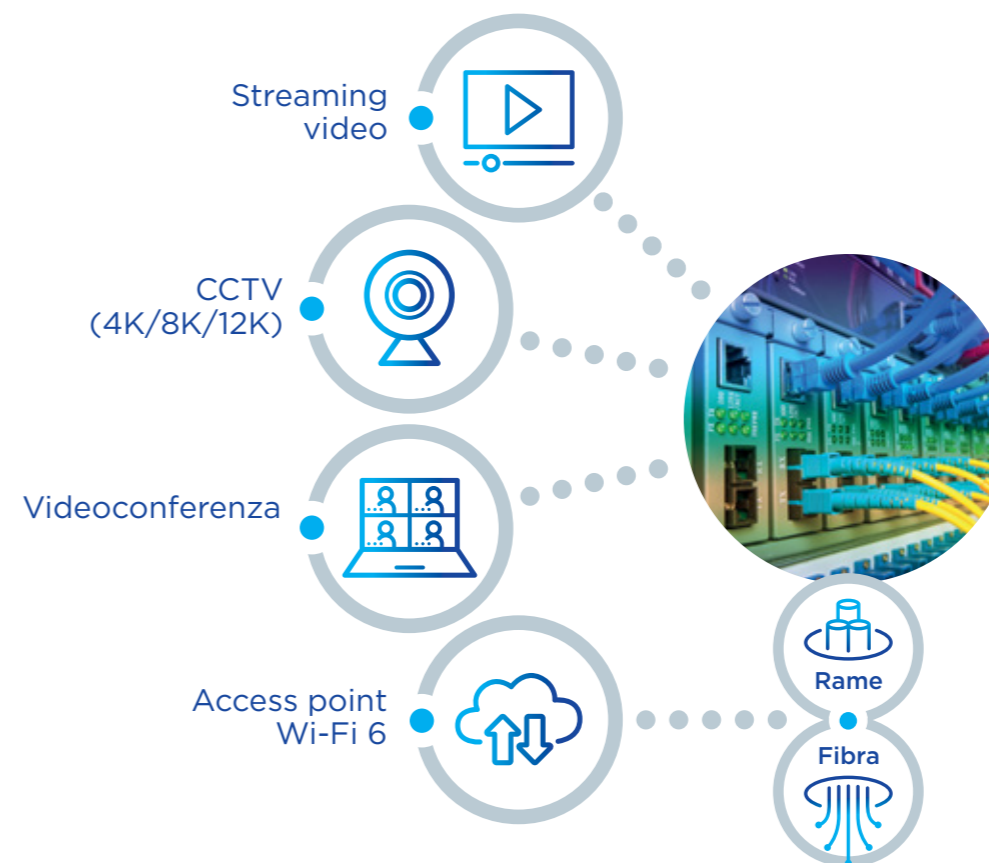 Streaming
video
CCTV
(4K/8K/12K)
Videoconferenza
Access point
Wi-Fi 6
Rame
Fibra